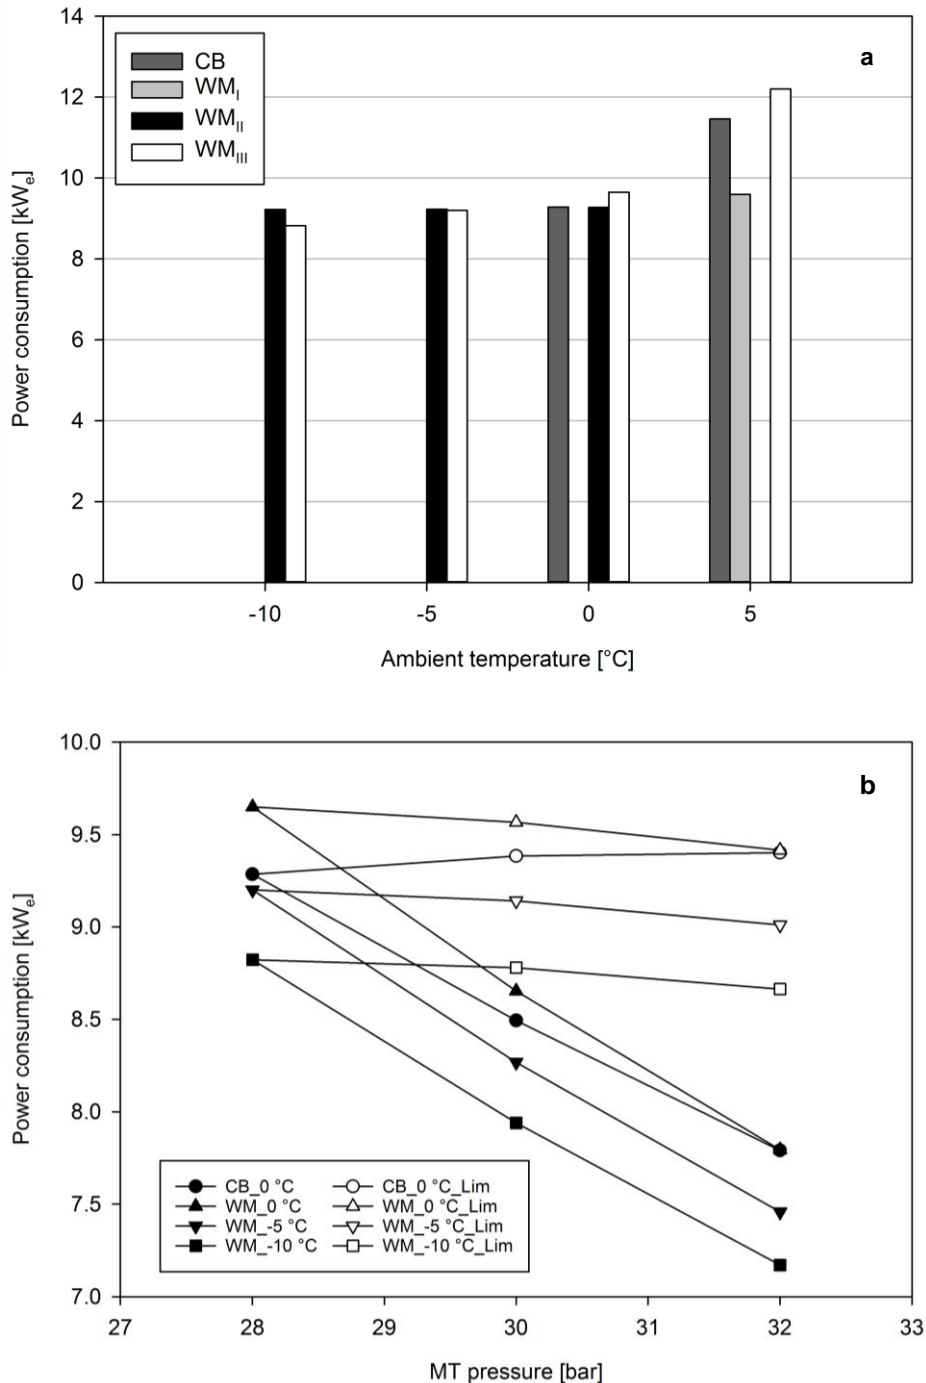 14
12
10
8
6
4
2
0
Power consumption [kWe]
CB
WMI
WMII
WMIII
a
-10
-5
0
5
Ambient temperature [°C]
10.0
9.5
9.0
8.5
8.0
7.5
7.0
Power consumption [kWe]
b
CB_0 °C
CB_0 °C_Lim
WM_0 °C
WM_0 °C_Lim
WM_-5 °C
WM_-5 °C_Lim
WM_-10 °C
WM_-10 °C_Lim
27
28
29
30
31
32
33
MT pressure [bar]